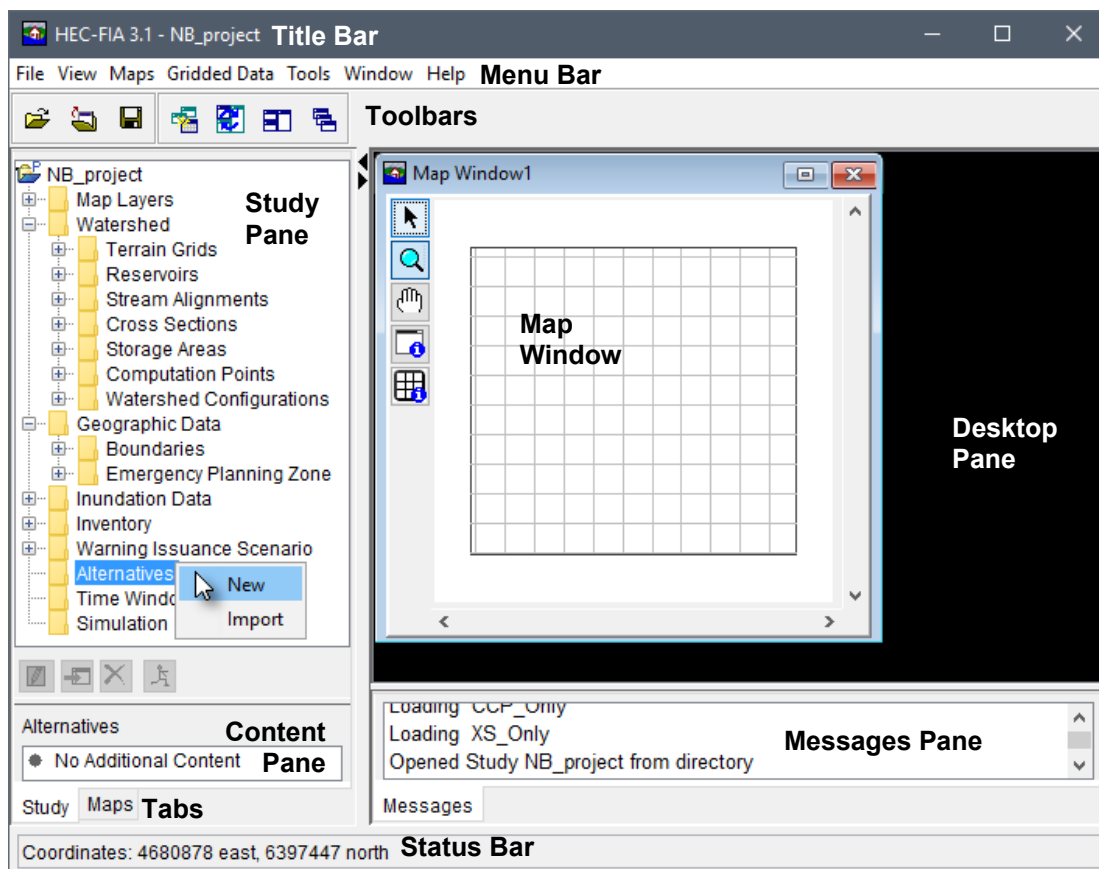 HEC-FIA 3.1 - NB_project Title Bar
File View Maps Gridded Data Tools Window Help Menu Bar
Toolbars
NB_project
Map Layers
Watershed
Terrain Grids
Reservoirs
Stream Alignments
Cross Sections
Storage Areas
Computation Points
Watershed Configurations
Geographic Data
Boundaries
Emergency Planning Zone
Inundation Data
Inventory
Warning Issuance Scenario
Alternatives
Time Windo
Simulation
Study
Pane
New
Import
Map Window1
Map
Window
Desktop
Pane
Alternatives
No Additional Content
Content
Pane
Study Maps Tabs
Loading CCP_Only
Loading XS_Only
Opened Study NB_project from directory
Messages Pane
Messages
Coordinates: 4680878 east, 6397447 north Status Bar